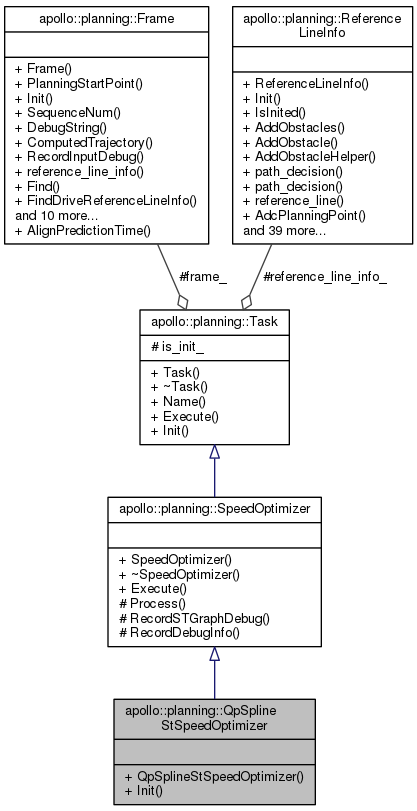 apollo::planning::Frame
+ Frame()
+ PlanningStartPoint()
+ Init()
+ SequenceNum()
+ DebugString()
+ ComputedTrajectory()
+ RecordInputDebug()
+ reference_line_info()
+ Find()
+ FindDriveReferenceLineInfo()
and 10 more...
+ AlignPredictionTime()
apollo::planning::Reference
LineInfo
+ ReferenceLineInfo()
+ Init()
+ IsInited()
+ AddObstacles()
+ AddObstacle()
+ AddObstacleHelper()
+ path_decision()
+ path_decision()
+ reference_line()
+ AdcPlanningPoint()
and 39 more...
#frame_
#reference_line_info_
apollo::planning::Task
# is_init_
+ Task()
+ ~Task()
+ Name()
+ Execute()
+ Init()
apollo::planning::SpeedOptimizer
+ SpeedOptimizer()
+ ~SpeedOptimizer()
+ Execute()
# Process()
# RecordSTGraphDebug()
# RecordDebugInfo()
apollo::planning::QpSpline
StSpeedOptimizer
+ QpSplineStSpeedOptimizer()
+ Init()